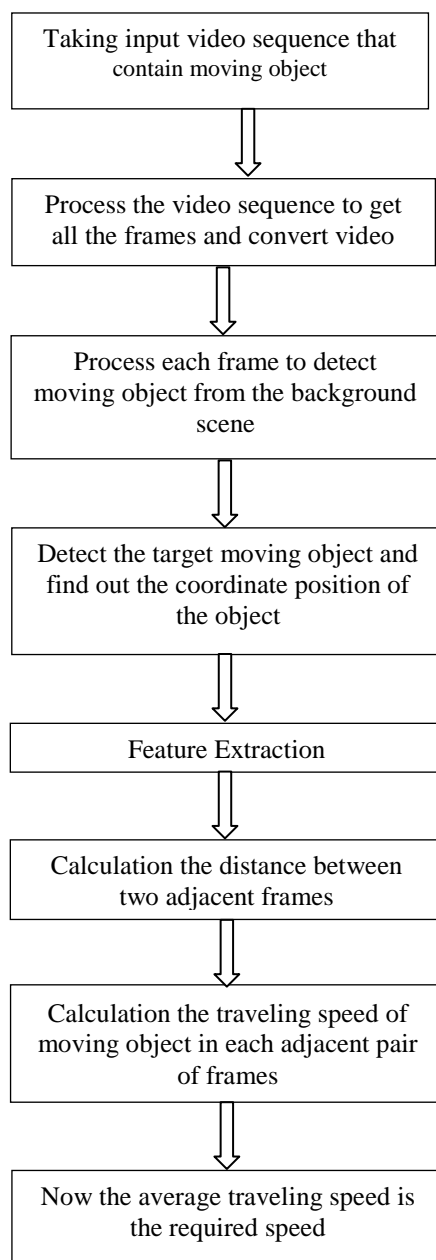 Taking input video sequence that
contain moving object
Process the video sequence to get
all the frames and convert video
Process each frame to detect
moving object from the background
scene
Detect the target moving object and
find out the coordinate position of
the object
Feature Extraction
Calculation the distance between
two adjacent frames
Calculation the traveling speed of
moving object in each adjacent pair
of frames
Now the average traveling speed is
the required speed